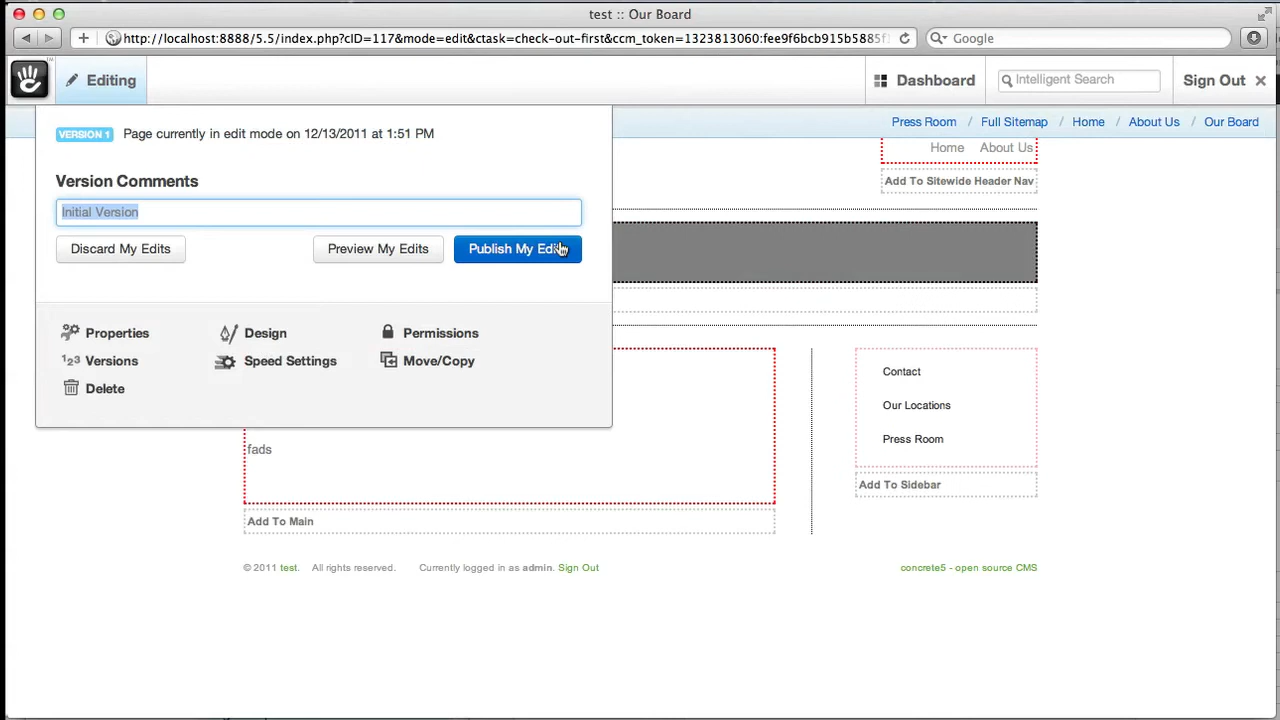 test :: Our Board
http://localhost:8888/5.5/index.php?cID=117&mode=edit&ctask=check-out-first&ccm_token=1323813060:fee9f6bcb915b5885f
Google
Editing
Dashboard
Intelligent Search
Sign Out
VERSION 1 Page currently in edit mode on 12/13/2011 at 1:51 PM
Press Room / Full Sitemap / Home / About Us / Our Board
Home About Us
Add To Sitewide Header Nav
Version Comments
Initial Version
Discard My Edits
Preview My Edits
Publish My Edits
Properties
Design
Permissions
Versions
Speed Settings
Move/Copy
Delete
Contact
Our Locations
Press Room
fads
Add To Sidebar
Add To Main
© 2011 test. All rights reserved. Currently logged in as admin. Sign Out
concrete5 - open source CMS